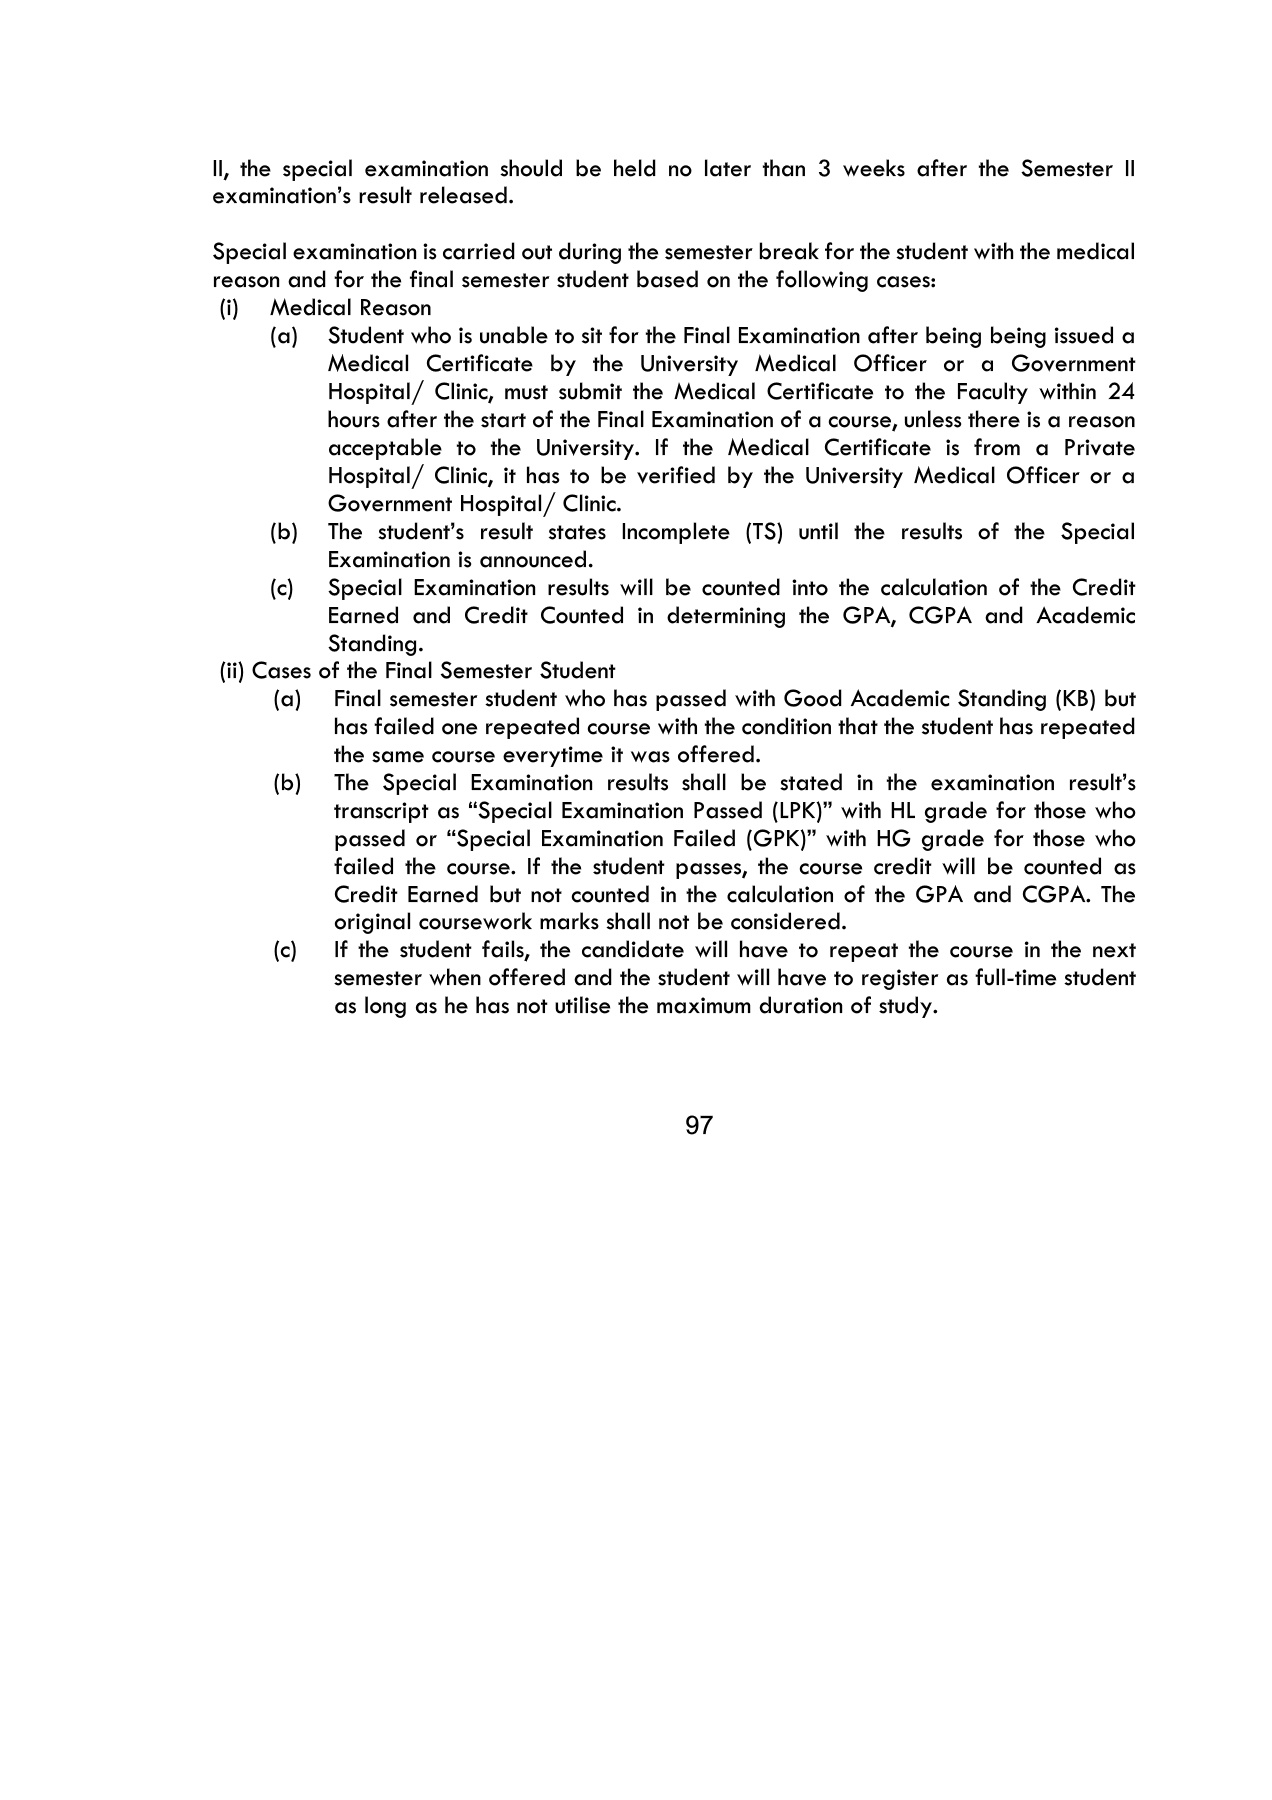 II, the special examination should be held no later than 3 weeks after the Semester II
examination’s result released.
Special examination is carried out during the semester break for the student with the medical
reason and for the final semester student based on the following cases:
(i) Medical Reason
(a) Student who is unable to sit for the Final Examination after being being issued a
Medical Certificate by the University Medical Officer or a Government
Hospital/ Clinic, must submit the Medical Certificate to the Faculty within 24
hours after the start of the Final Examination of a course, unless there is a reason
acceptable to the University. If the Medical Certificate is from a Private
Hospital/ Clinic, it has to be verified by the University Medical Officer or a
Government Hospital/ Clinic.
(b) The student’s result states Incomplete (TS) until the results of the Special
Examination is announced.
(c) Special Examination results will be counted into the calculation of the Credit
Earned and Credit Counted in determining the GPA, CGPA and Academic
Standing.
(ii) Cases of the Final Semester Student
(a) Final semester student who has passed with Good Academic Standing (KB) but
has failed one repeated course with the condition that the student has repeated
the same course everytime it was offered.
(b) The Special Examination results shall be stated in the examination result’s
transcript as “Special Examination Passed (LPK)” with HL grade for those who
passed or “Special Examination Failed (GPK)” with HG grade for those who
failed the course. If the student passes, the course credit will be counted as
Credit Earned but not counted in the calculation of the GPA and CGPA. The
original coursework marks shall not be considered.
(c) If the student fails, the candidate will have to repeat the course in the next
semester when offered and the student will have to register as full-time student
as long as he has not utilise the maximum duration of study.
97